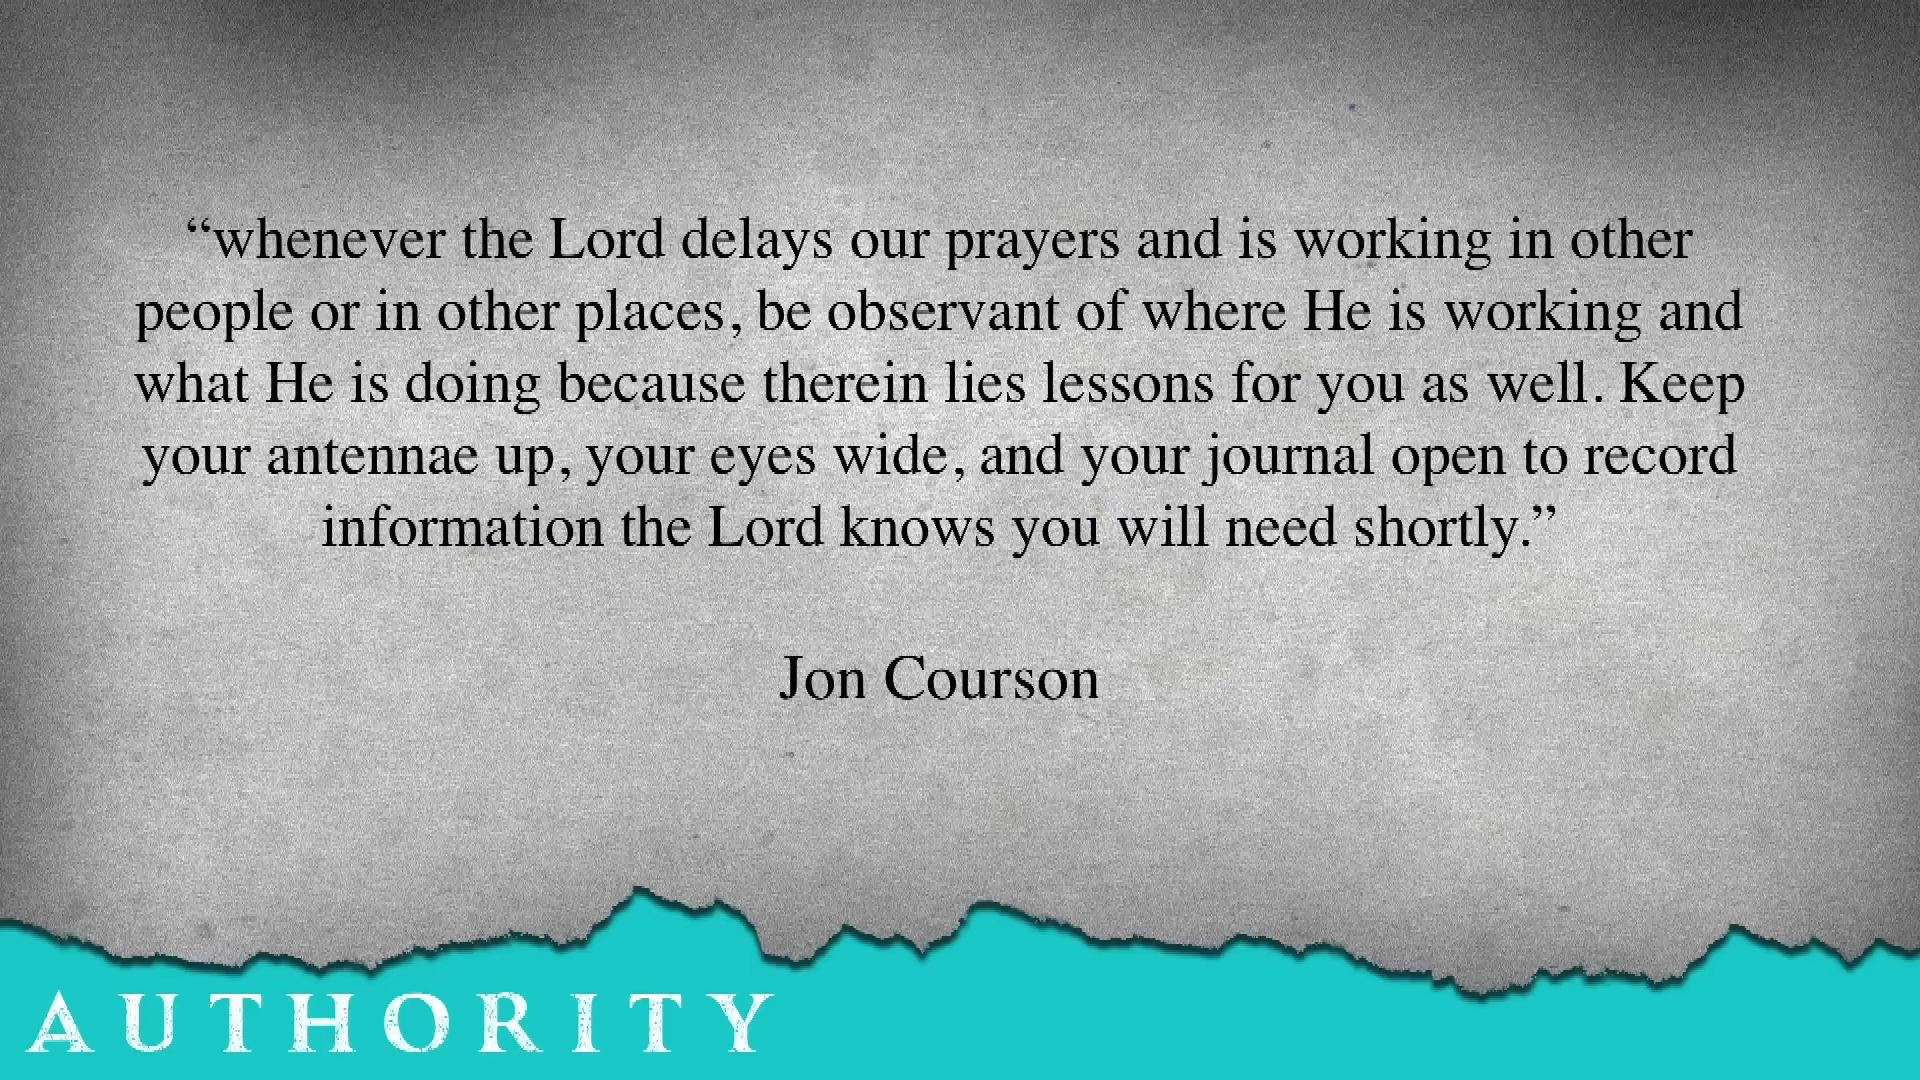 “whenever the Lord delays our prayers and is working in other
people or in other places, be observant of where He is working and
what He is doing because therein lies lessons for you as well. Keep
your antennae up, your eyes wide, and your journal open to record
information the Lord knows you will need shortly.”
Jon Courson
AUTHORITY